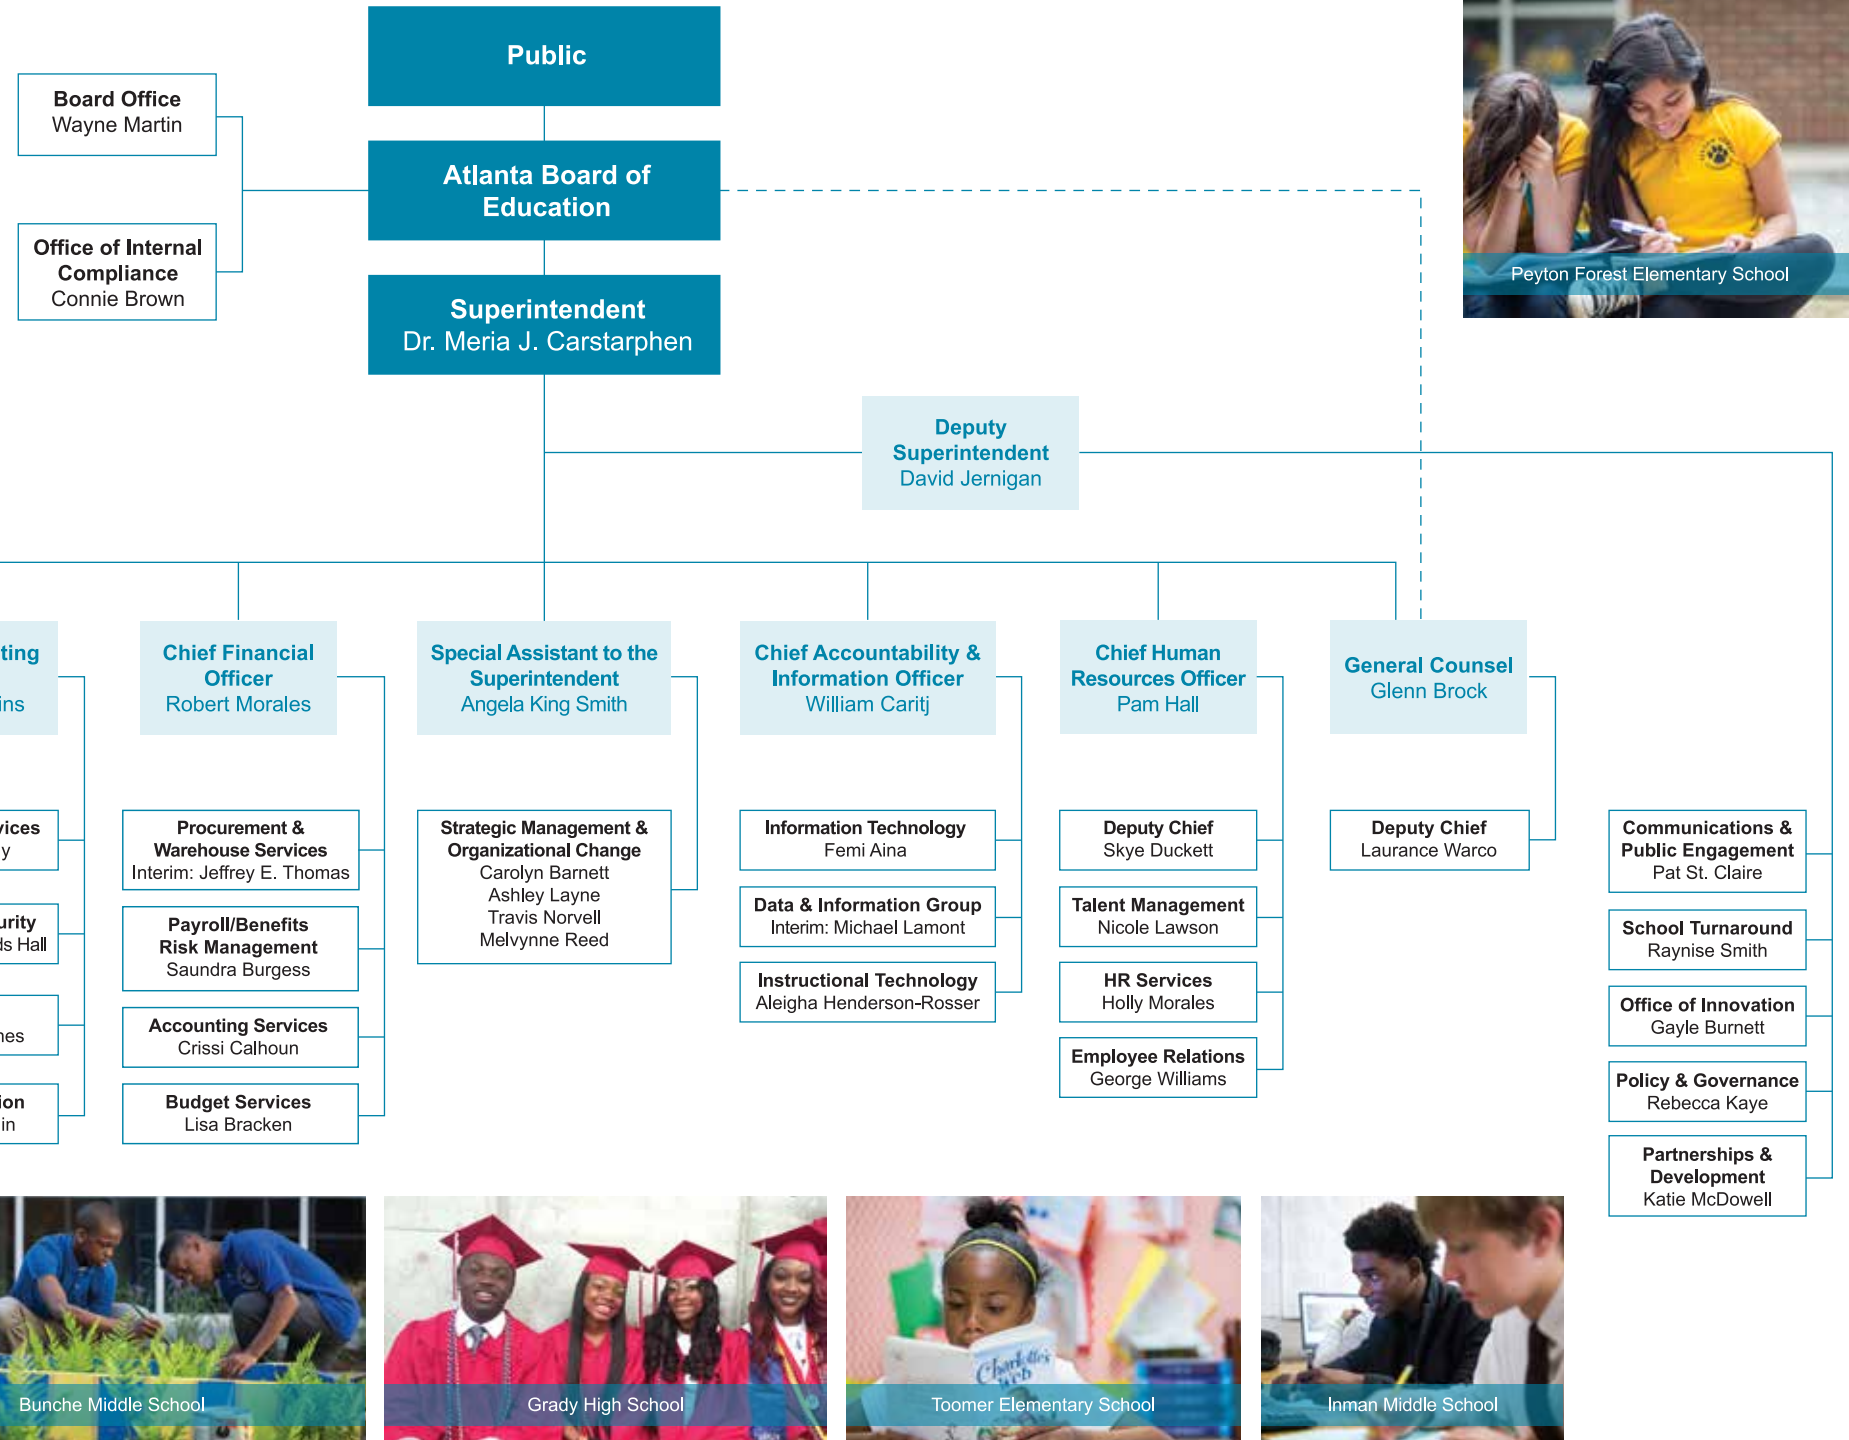 Public
Board Office
Wayne Martin
Atlanta Board of
Education
Office of Internal
Compliance
Connie Brown
Superintendent
Dr. Meria J. Carstarphen
Peyton Forest Elementary School
Deputy
Superintendent
David Jernigan
Chief Financial
Officer
Robert Morales
Special Assistant to the
Superintendent
Angela King Smith
Chief Accountability &
Information Officer
William Caritj
Chief Human
Resources Officer
Pam Hall
General Counsel
Glenn Brock
Hall
Procurement &
Warehouse Services
Interim: Jeffrey E. Thomas
Payroll/Benefits
Risk Management
Saundra Burgess
Accounting Services
Crissi Calhoun
Budget Services
Lisa Bracken
Strategic Management &
Organizational Change
Carolyn Barnett
Ashley Layne
Travis Norvell
Melvynne Reed
Information Technology
Femi Aina
Data & Information Group
Interim: Michael Lamont
Instructional Technology
Aleigha Henderson-Rosser
Deputy Chief
Skye Duckett
Talent Management
Nicole Lawson
HR Services
Holly Morales
Employee Relations
George Williams
Deputy Chief
Laurance Warco
Communications &
Public Engagement
Pat St. Claire
School Turnaround
Raynise Smith
Office of Innovation
Gayle Burnett
Policy & Governance
Rebecca Kaye
Partnerships &
Development
Katie McDowell
Bunche Middle School
Grady High School
Charlotte's
Web
Toomer Elementary School
Inman Middle School